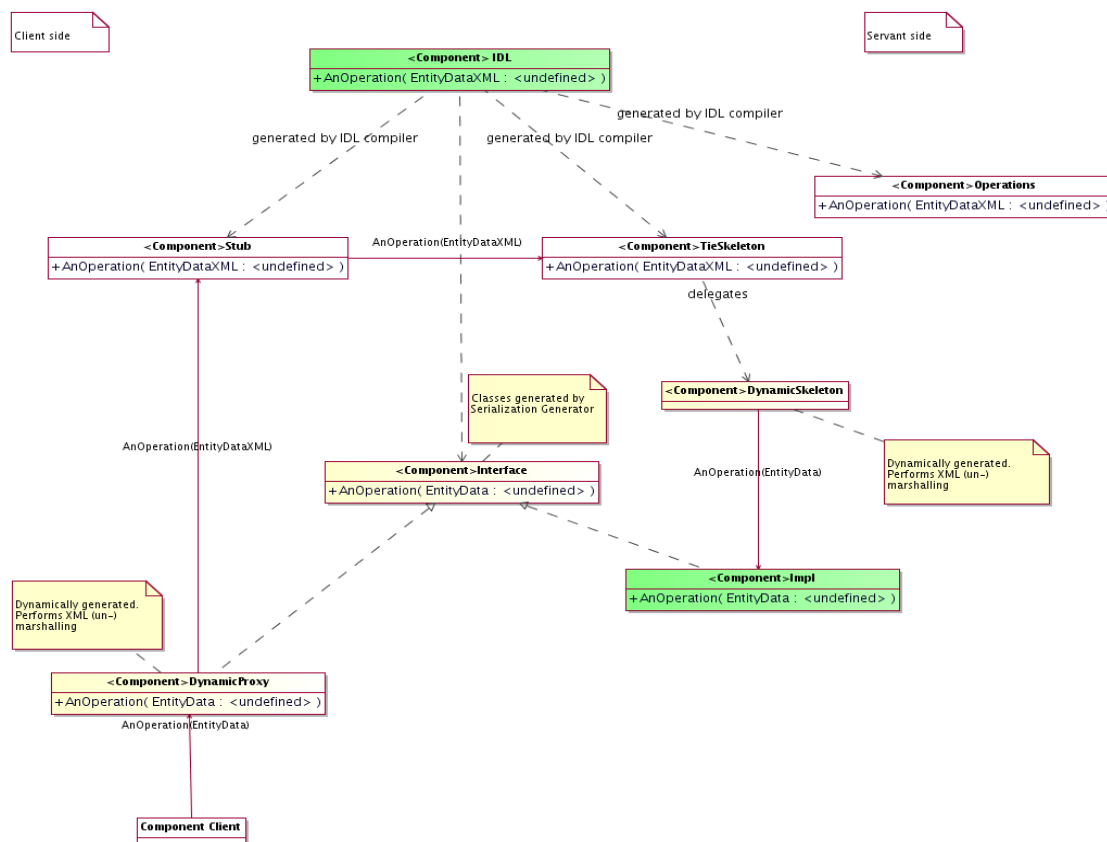 Client side
Servant side
<Component> IDL
+AnOperation( EntityDataXML : <undefined> )
generated by IDL compiler
generated by IDL compiler
generated by IDL compiler
<Component>Operations
+AnOperation( EntityDataXML : <undefined> )
<Component>Stub
+AnOperation( EntityDataXML : <undefined> )
AnOperation(EntityDataXML)
<Component>TieSkeleton
+AnOperation( EntityDataXML : <undefined> )
delegates
Classes generated by
Serialization Generator
<Component>DynamicSkeleton
AnOperation(EntityDataXML)
<Component>Interface
+AnOperation( EntityData : <undefined> )
AnOperation(EntityData)
Dynamically generated.
Performs XML (un-)
marshalling
<Component>Impl
+AnOperation( EntityData : <undefined> )
Dynamically generated.
Performs XML (un-)
marshalling
<Component>DynamicProxy
+AnOperation( EntityData : <undefined> )
AnOperation(EntityData)
Component Client